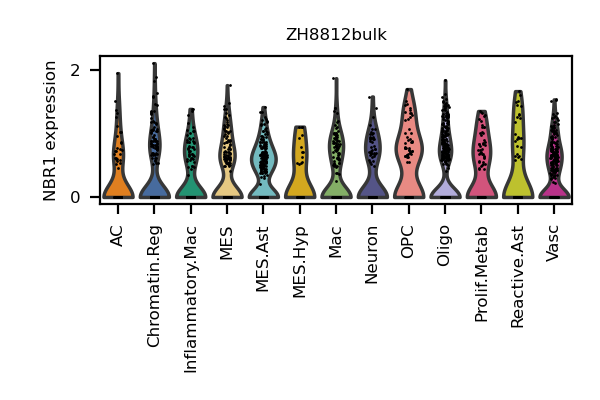 ZH8812bulk
NBR1 expression
2
0
AC
Chromatin.Reg
Inflammatory.Mac
MES
MES.Ast
MES.Hyp
Mac
Neuron
OPC
Oligo
Prolif.Metab
Reactive.Ast
Vasc